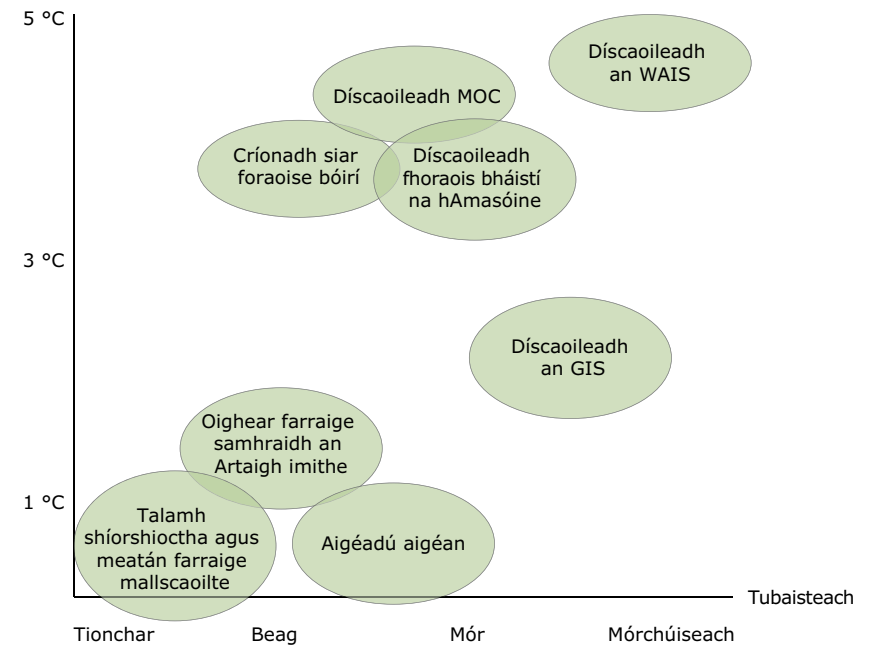 5 °C
Díscaoileadh
an WAIS
Díscaoileadh MOC
Críonadh siar
foraoise bóirí
Díscaoileadh
fhoraois bháistí
na hAmasóine
3 °C
Díscaoileadh
an GIS
Oighear farraige
samhraidh an
Artaigh imithe
1 °C
Talamh
shíorshioctha agus
meatán farraige
mallscaoilte
Aigéadú aigéan
Tubaisteach
Tionchar
Beag
Mór
Mórchúiseach